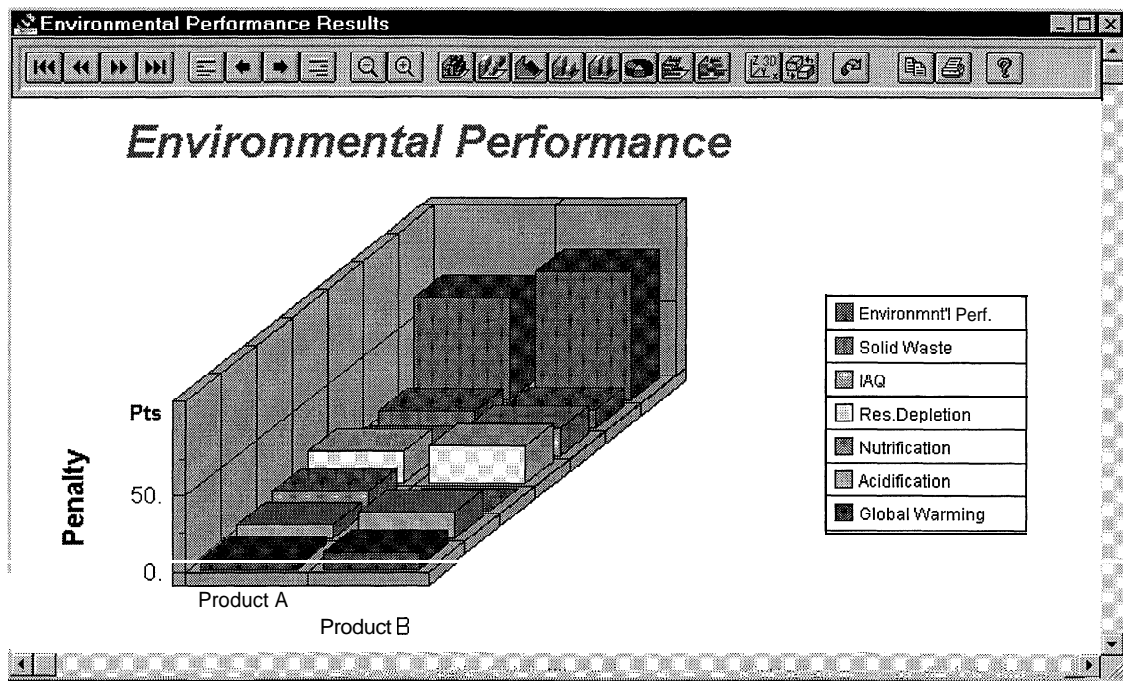 Environmental Performance Results
Environmental Performance
Pts
Penalty
50.
0.
Product A
Product B
Environmnt'l Perf.
Solid Waste
IAQ
Res.Depletion
Nutrification
Acidification
Global Warming